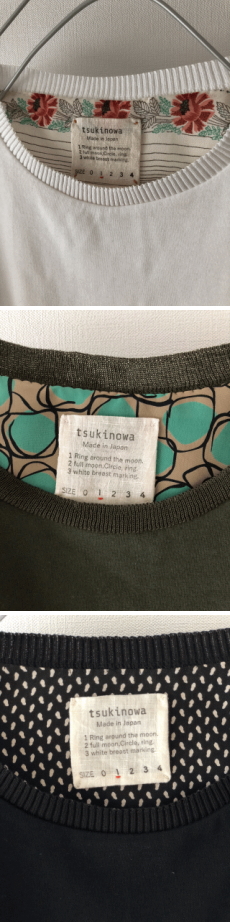 tsukinowa
Made in Japan
1 Ring around the moon.
2 full moon,Circle, ring.
3 white breast marking.
SIZE 0 1 2 3 4
tsukinowa
Made in Japan
1 Ring around the moon.
2 full moon,Circle, ring.
3 white breast marking.
SIZE 0 1 2 3 4
tsukinowa
Made in Japan
1 Ring around the moon.
2 full moon,Circle, ring.
3 white breast marking.
SIZE 0 1 2 3 4